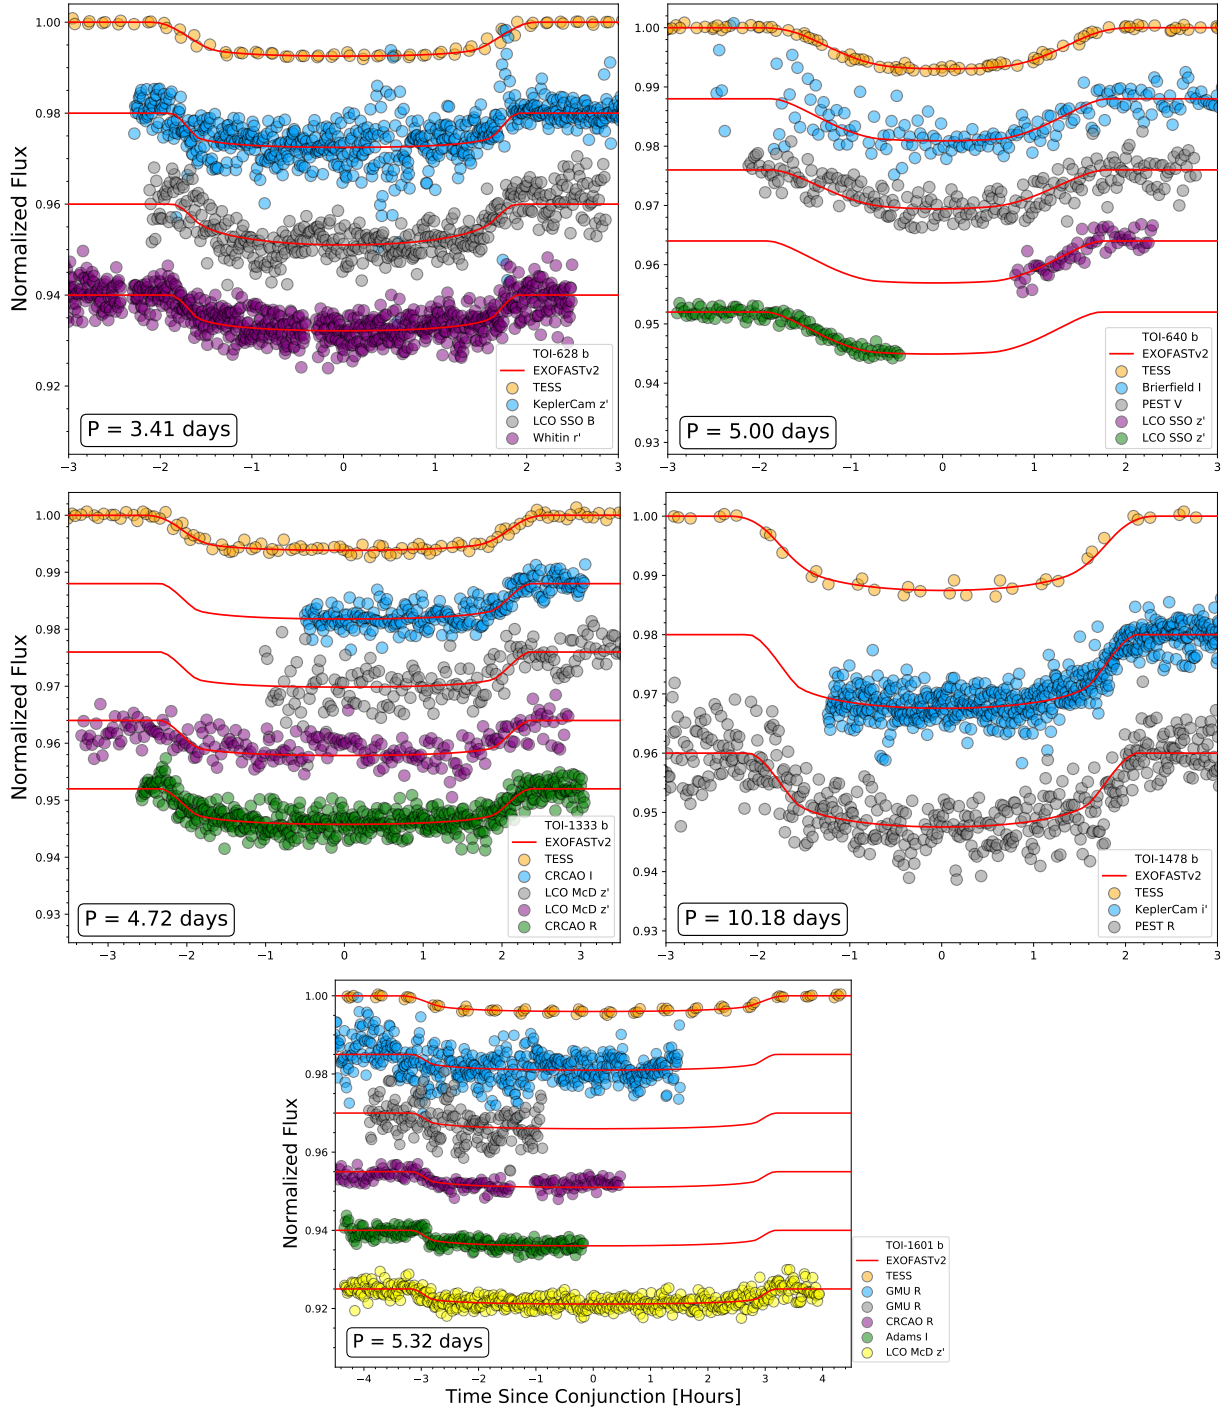 Normalized Flux
1.00
0.98
0.96
0.94
0.92
−3
−2
−1
0
1
2
3
P = 3.41 days
TOI-628 b
EXOFASTv2
TESS
KeplerCam z'
LCO SSO B
Whitin r'
1.00
0.99
0.98
0.97
0.96
0.95
0.94
0.93
−3
−2
−1
0
1
2
3
P = 5.00 days
TOI-640 b
EXOFASTv2
TESS
Brierfield I
PEST V
LCO SSO z'
LCO SSO z'
Normalized Flux
1.00
0.99
0.98
0.97
0.96
0.95
0.94
0.93
−3
−2
−1
0
1
2
3
P = 4.72 days
TOI-1333 b
EXOFASTv2
TESS
CRCAO I
LCO McD z'
LCO McD z'
CRCAO R
1.00
0.99
0.98
0.97
0.96
0.95
0.94
0.93
−3
−2
−1
0
1
2
3
P = 10.18 days
TOI-1478 b
EXOFASTv2
TESS
KeplerCam i'
PEST R
Normalized Flux
1.00
0.98
0.96
0.94
0.92
−4
−3
−2
−1
0
1
2
3
4
P = 5.32 days
TOI-1601 b
EXOFASTv2
TESS
GMU R
GMU R
CRCAO R
Adams I
LCO McD z'
Time Since Conjunction [Hours]